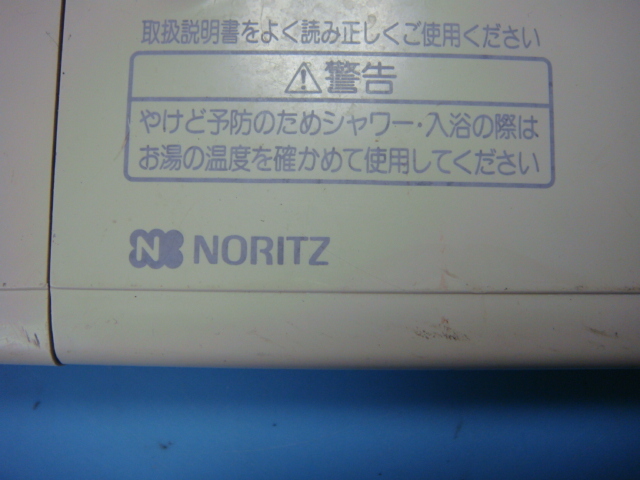 取扱説明書をよく読み正しくご使用ください
⚠警告
やけど予防のためシャワー・入浴の際は
お湯の温度を確かめて使用してください
N NORITZ